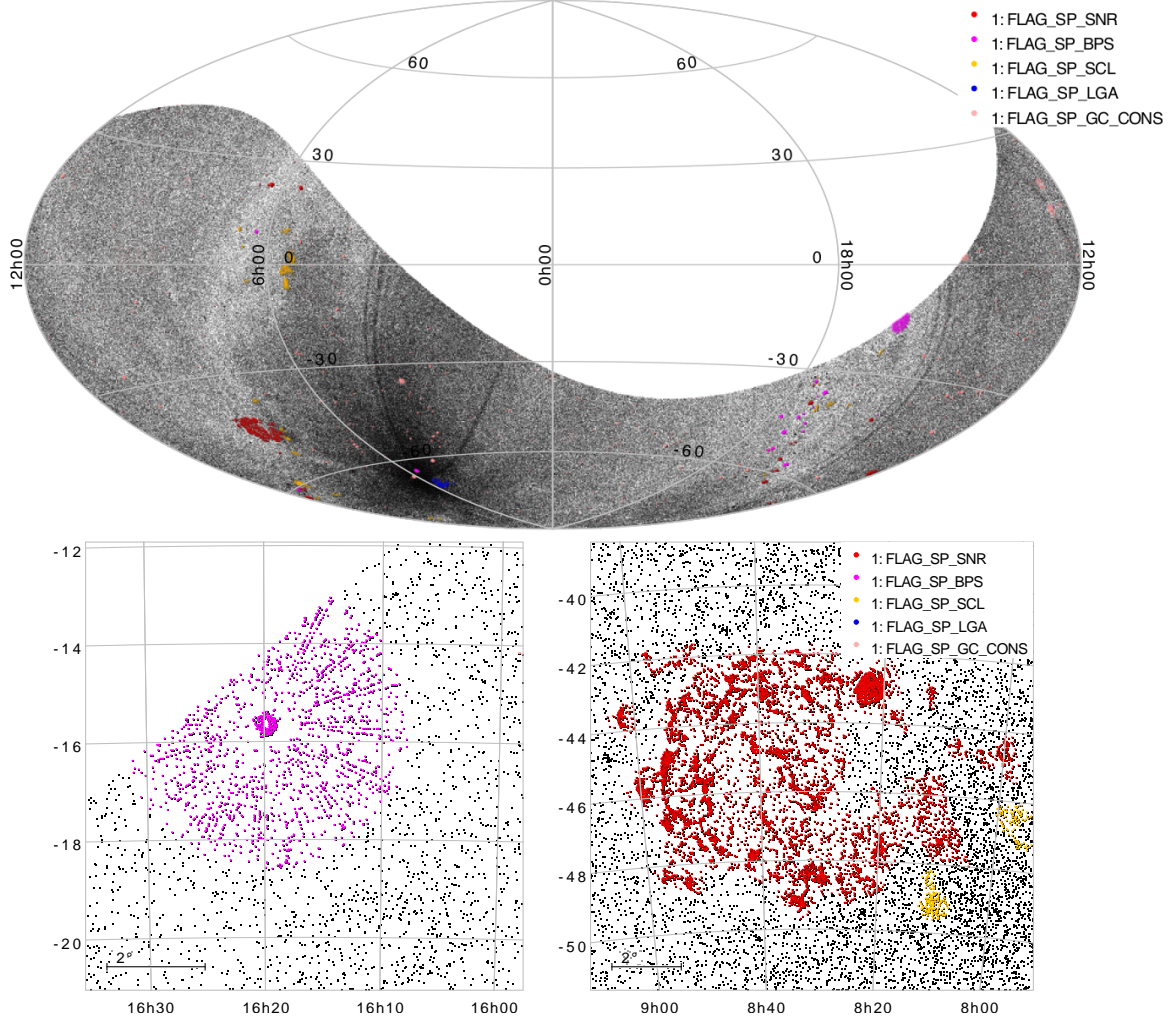 1: FLAG_SP_SNR
1: FLAG_SP_BPS
1: FLAG_SP_SCL
1: FLAG_SP_LGA
1: FLAG_SP_GC_CONS
60 60
30 30
12h00 6h00 0 0h00 0 18h00 12h00
-30 -30
-60 -60
-12
-14
-16
-18
-20
2°
16h30 16h20 16h10 16h00
1: FLAG_SP_SNR
1: FLAG_SP_BPS
1: FLAG_SP_SCL
1: FLAG_SP_LGA
1: FLAG_SP_GC_CONS
-40
-42
-44
-46
-48
-50
2°
9h00 8h40 8h20 8h00